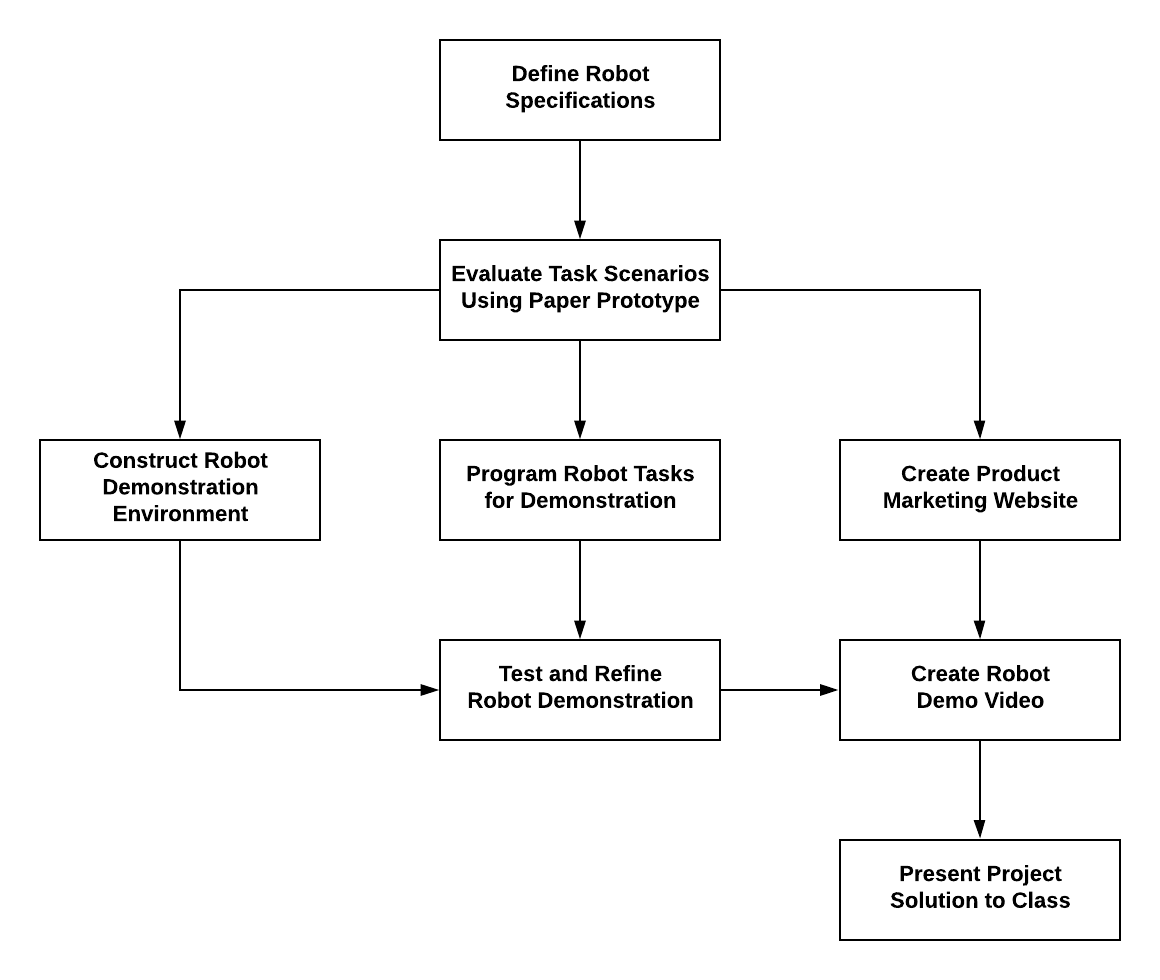 Define Robot
Specifications
Evaluate Task Scenarios
Using Paper Prototype
Construct Robot
Demonstration
Environment
Program Robot Tasks
for Demonstration
Create Product
Marketing Website
Test and Refine
Robot Demonstration
Create Robot
Demo Video
Present Project
Solution to Class